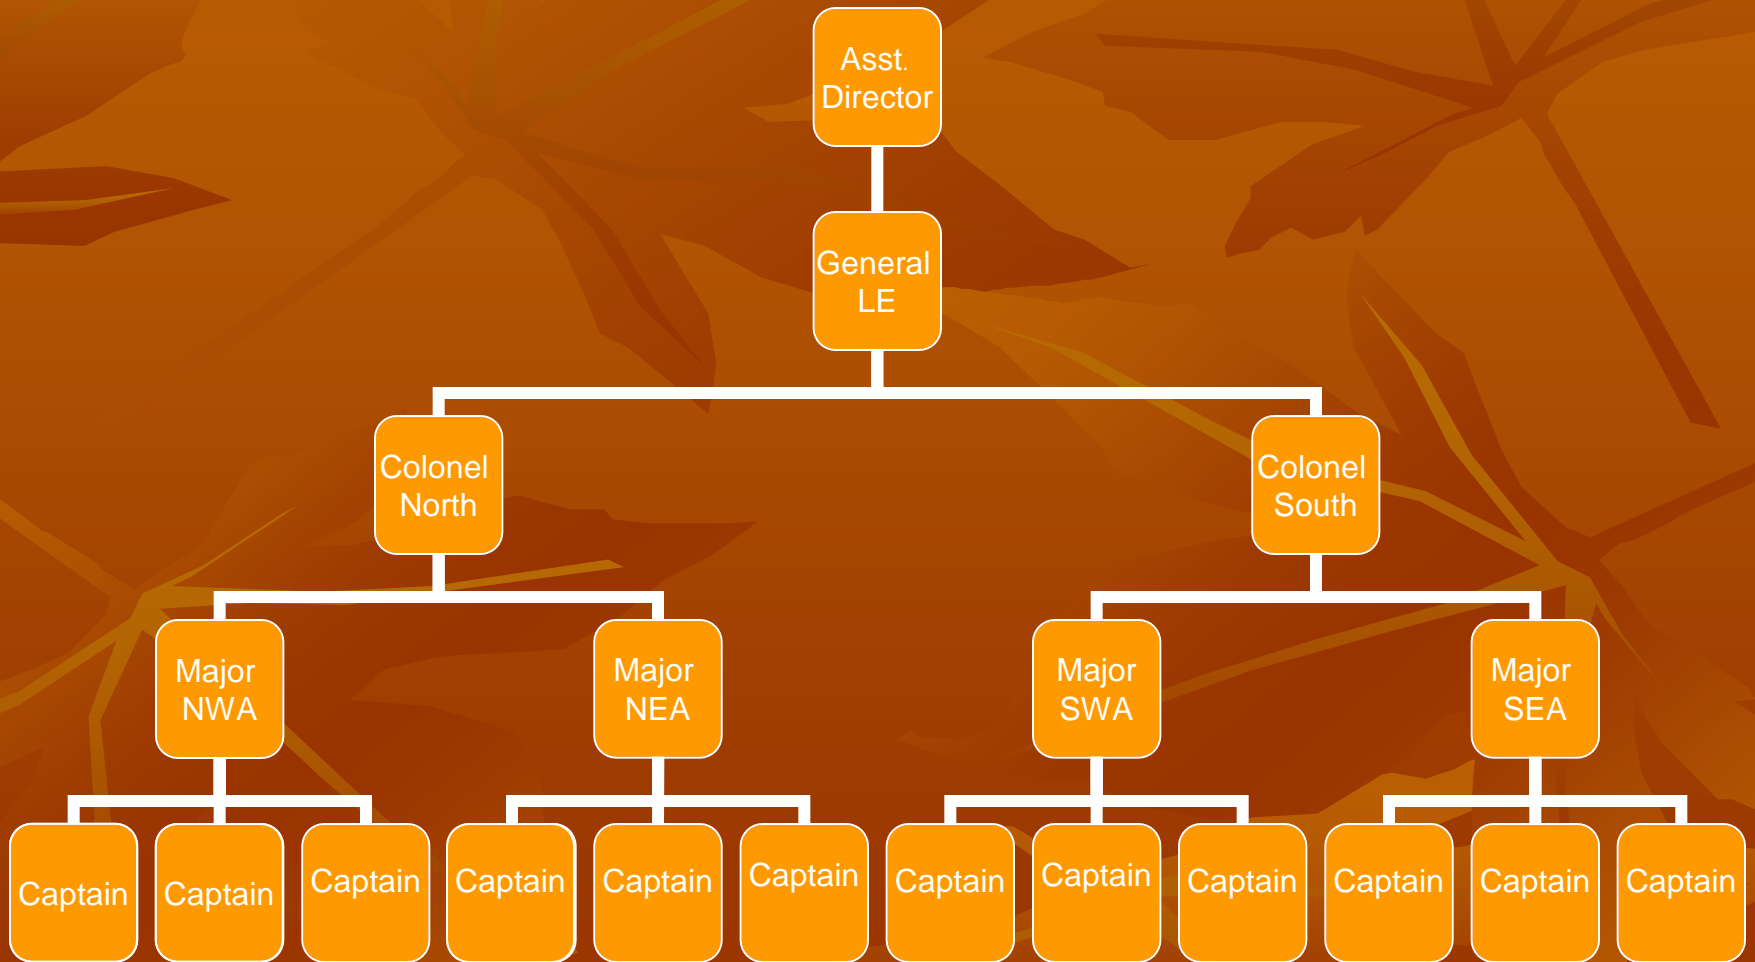 Asst.
Director
General
LE
Colonel
North
Colonel
South
Major
NWA
Major
NEA
Major
SWA
Major
SEA
Captain
Captain
Captain
Captain
Captain
Captain
Captain
Captain
Captain
Captain
Captain
Captain